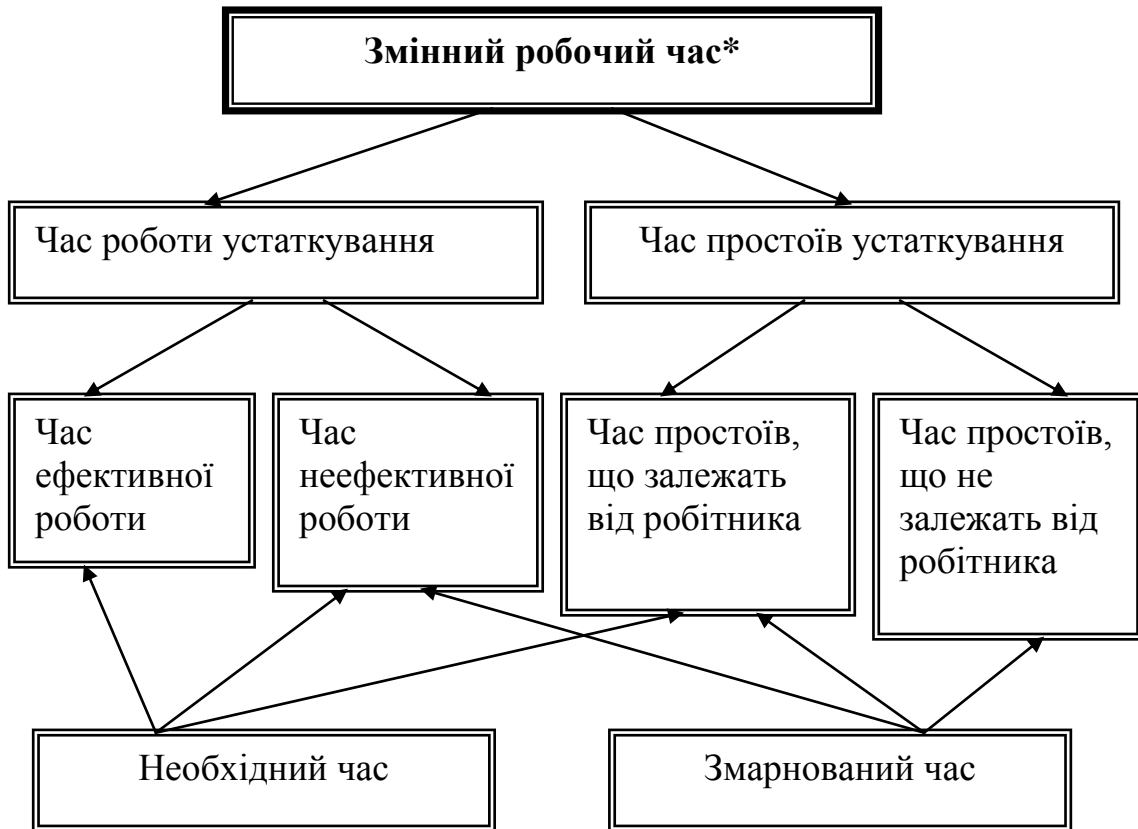 Змінний робочий час*
Час роботи устаткування
Час простоїв устаткування
Час
ефективної
роботи
Час
неефективної
роботи
Час простоїв,
що залежать
від робітника
Час простоїв,
що не
залежать від
робітника
Необхідний час
Змарнований час